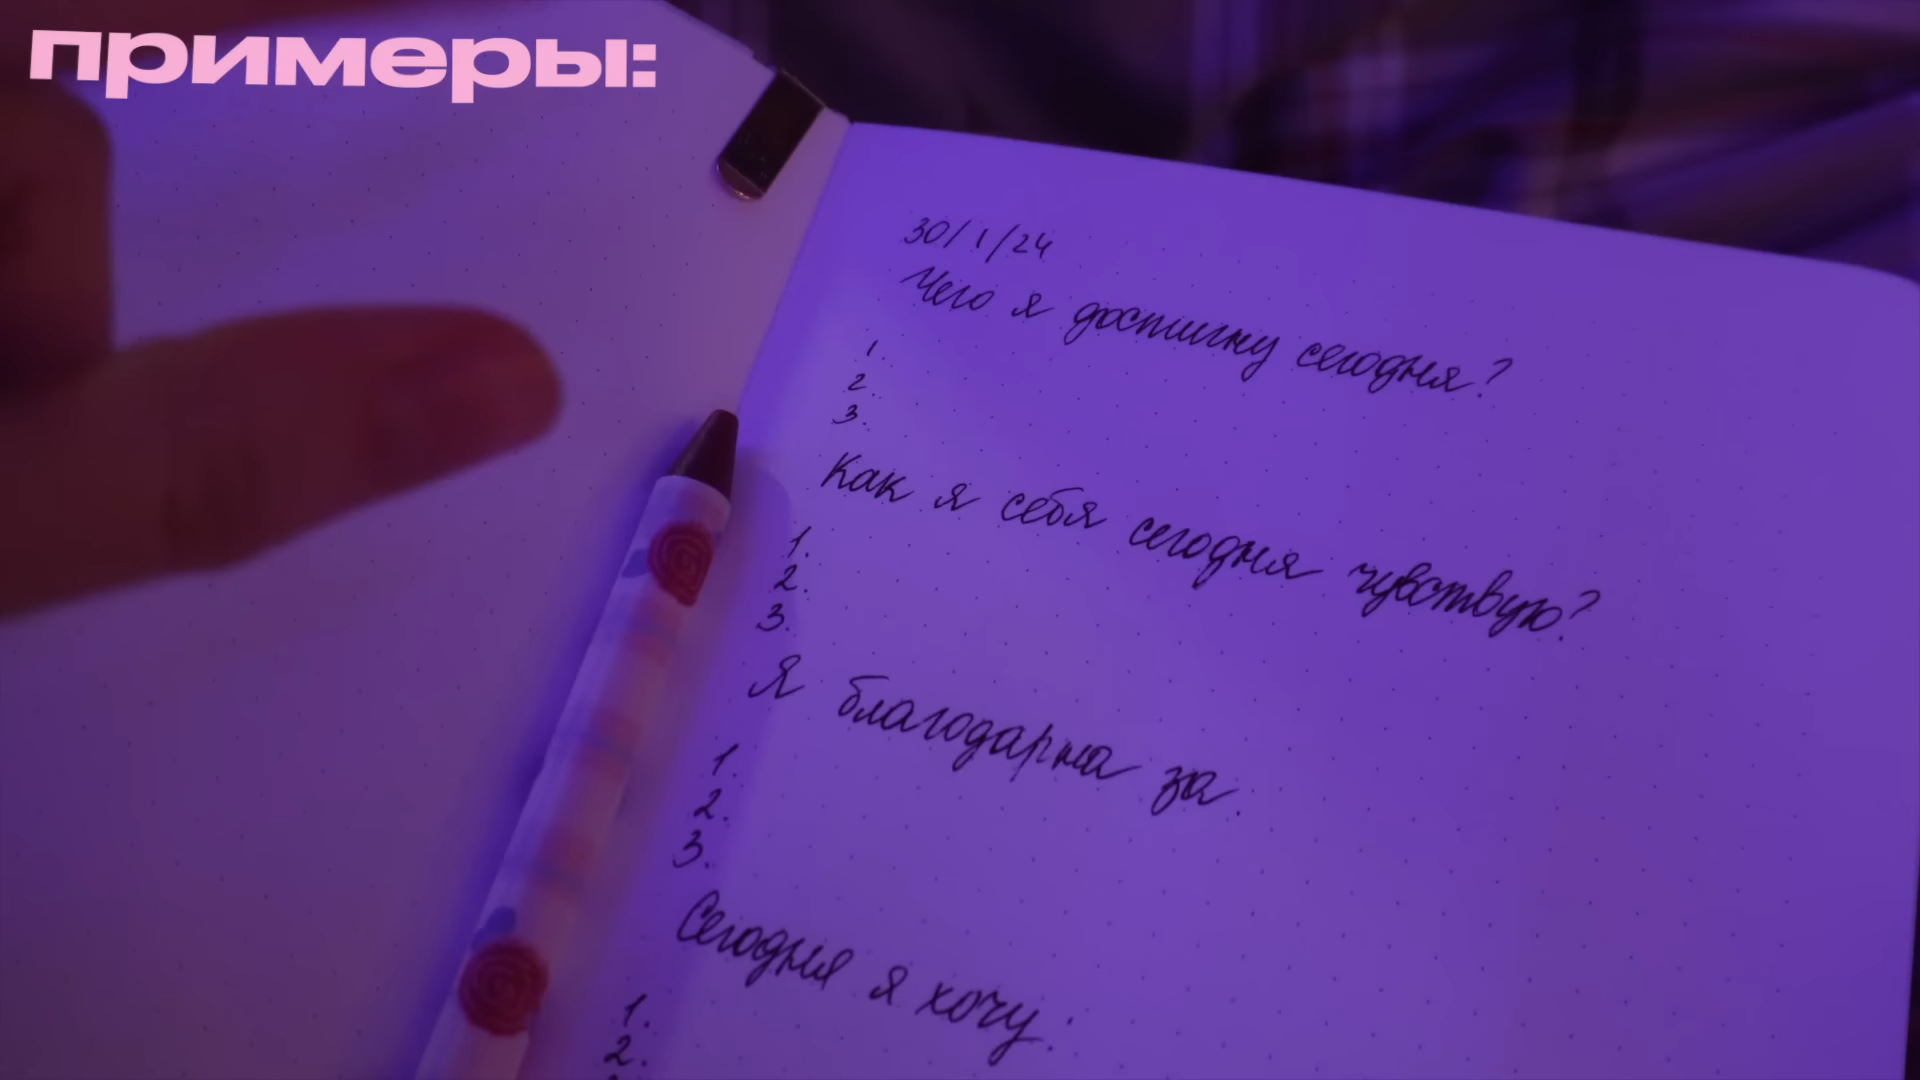 примеры:
30/1/24
Чего я достигну сегодня?
1.
2.
3.
Как я себя сегодня чувствую?
1.
2.
3.
Я благодарна за:
1.
2.
3.
Сегодня я хочу:
1.
2.